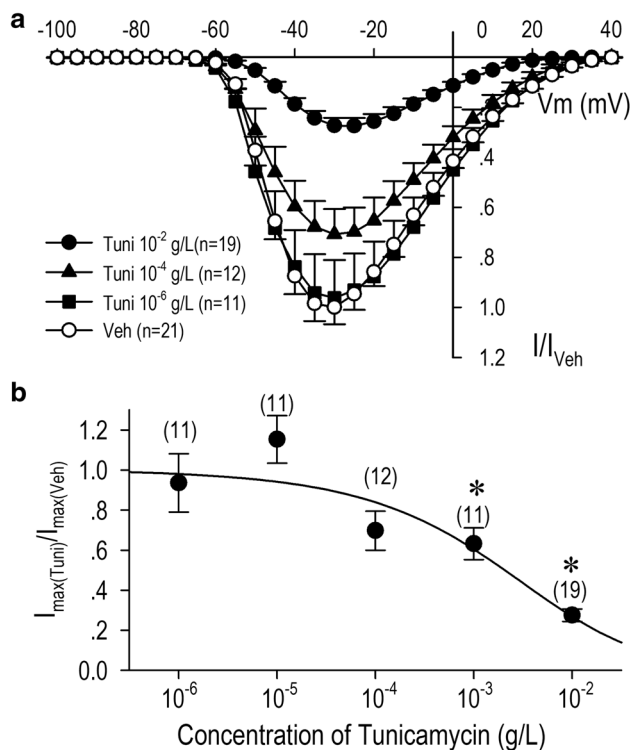 a
-100 -80 -60 -40 -20 0 20 40
Vm (mV)
.4
.6
.8
1.0
1.2
I/I_Veh
Tuni 10⁻² g/L(n=19)
Tuni 10⁻⁴ g/L(n=12)
Tuni 10⁻⁶ g/L(n=11)
Veh (n=21)
b
I_max(Tuni)/I_max(Veh)
1.2
1.0
.8
.6
.4
.2
0.0
(11)
(11)
(12)
*
(11)
*
(19)
10⁻⁶ 10⁻⁵ 10⁻⁴ 10⁻³ 10⁻²
Concentration of Tunicamycin (g/L)